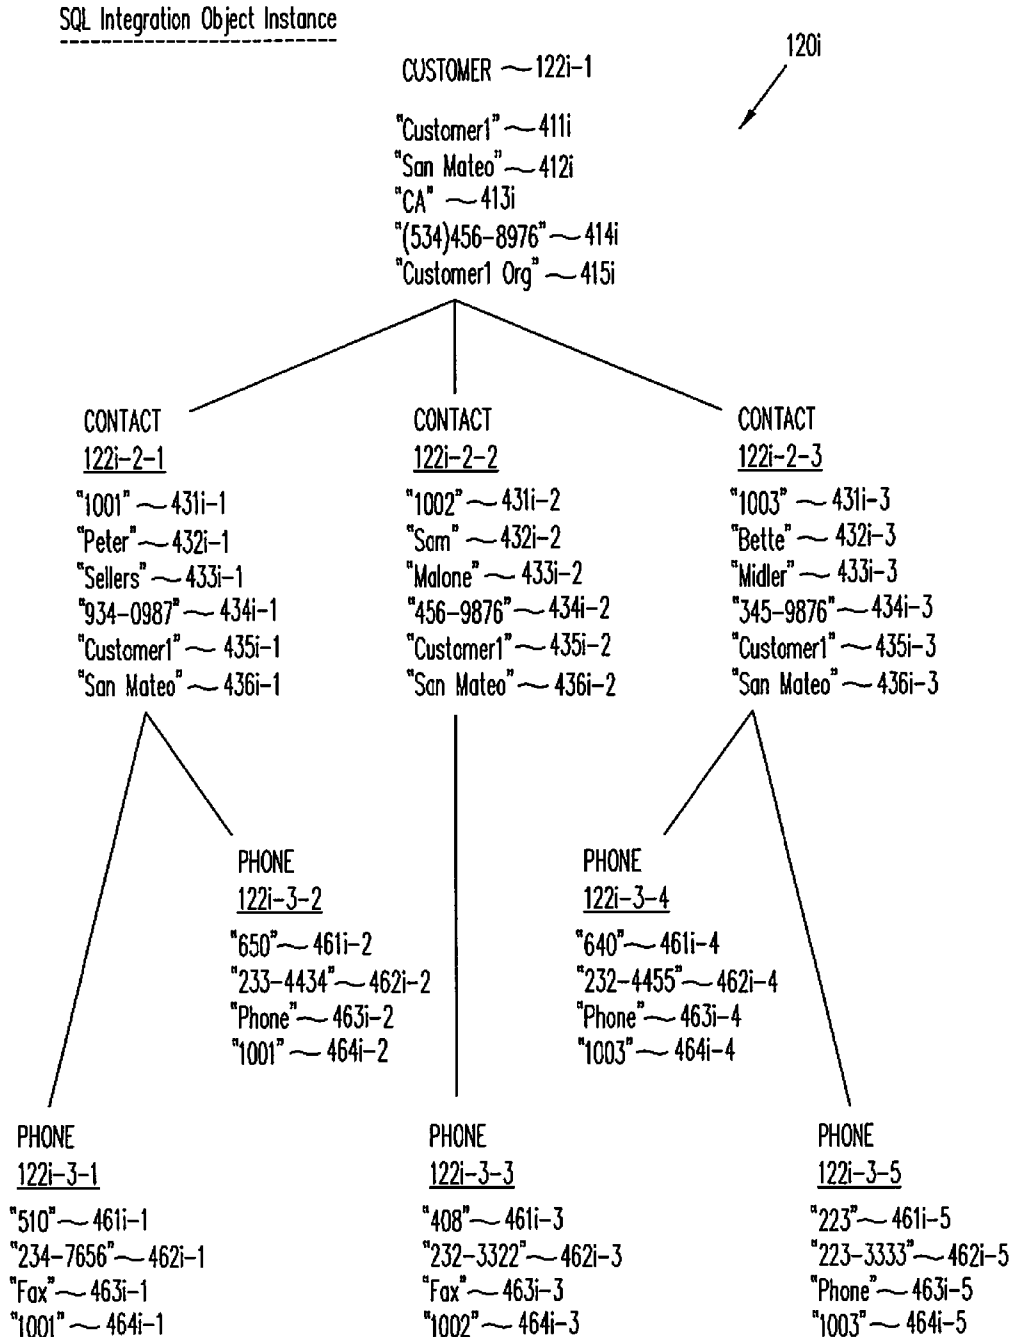 SQL Integration Object Instance
120i
CUSTOMER ~ 122i-1
"Customer1" ~ 411i
"San Mateo" ~ 412i
"CA" ~ 413i
"(534)456-8976" ~ 414i
"Customer1 Org" ~ 415i
CONTACT
122i-2-1
"1001" ~ 431i-1
"Peter" ~ 432i-1
"Sellers" ~ 433i-1
"934-0987" ~ 434i-1
"Customer1" ~ 435i-1
"San Mateo" ~ 436i-1
CONTACT
122i-2-2
"1002" ~ 431i-2
"Sam" ~ 432i-2
"Malone" ~ 433i-2
"456-9876" ~ 434i-2
"Customer1" ~ 435i-2
"San Mateo" ~ 436i-2
CONTACT
122i-2-3
"1003" ~ 431i-3
"Bette" ~ 432i-3
"Midler" ~ 433i-3
"345-9876" ~ 434i-3
"Customer1" ~ 435i-3
"San Mateo" ~ 436i-3
PHONE
122i-3-2
"650" ~ 461i-2
"233-4434" ~ 462i-2
"Phone" ~ 463i-2
"1001" ~ 464i-2
PHONE
122i-3-4
"640" ~ 461i-4
"232-4455" ~ 462i-4
"Phone" ~ 463i-4
"1003" ~ 464i-4
PHONE
122i-3-1
"510" ~ 461i-1
"234-7656" ~ 462i-1
"Fax" ~ 463i-1
"1001" ~ 464i-1
PHONE
122i-3-3
"408" ~ 461i-3
"232-3322" ~ 462i-3
"Fax" ~ 463i-3
"1002" ~ 464i-3
PHONE
122i-3-5
"223" ~ 461i-5
"223-3333" ~ 462i-5
"Phone" ~ 463i-5
"1003" ~ 464i-5